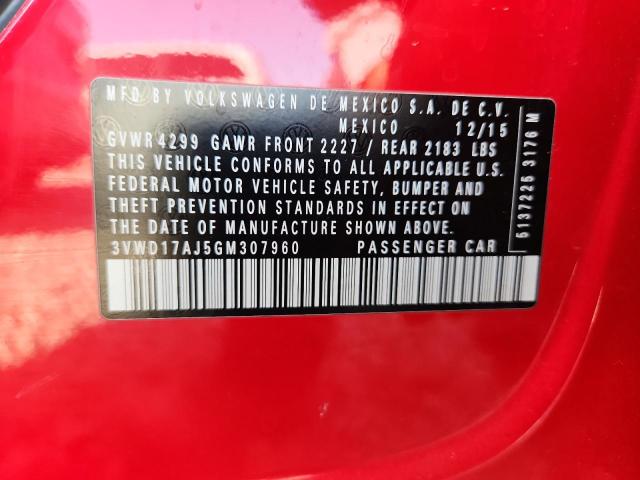 MFD BY VOLKSWAGEN DE MEXICO S.A. DE C.V.
MEXICO 12/15
GVWR 4299 GAWR FRONT 2227 / REAR 2183 LBS
THIS VEHICLE CONFORMS TO ALL APPLICABLE U.S.
FEDERAL MOTOR VEHICLE SAFETY, BUMPER AND
THEFT PREVENTION STANDARDS IN EFFECT ON
THE DATE OF MANUFACTURE SHOWN ABOVE.
3VWD17AJ5GM307960 PASSENGER CAR
5137225 3176 M